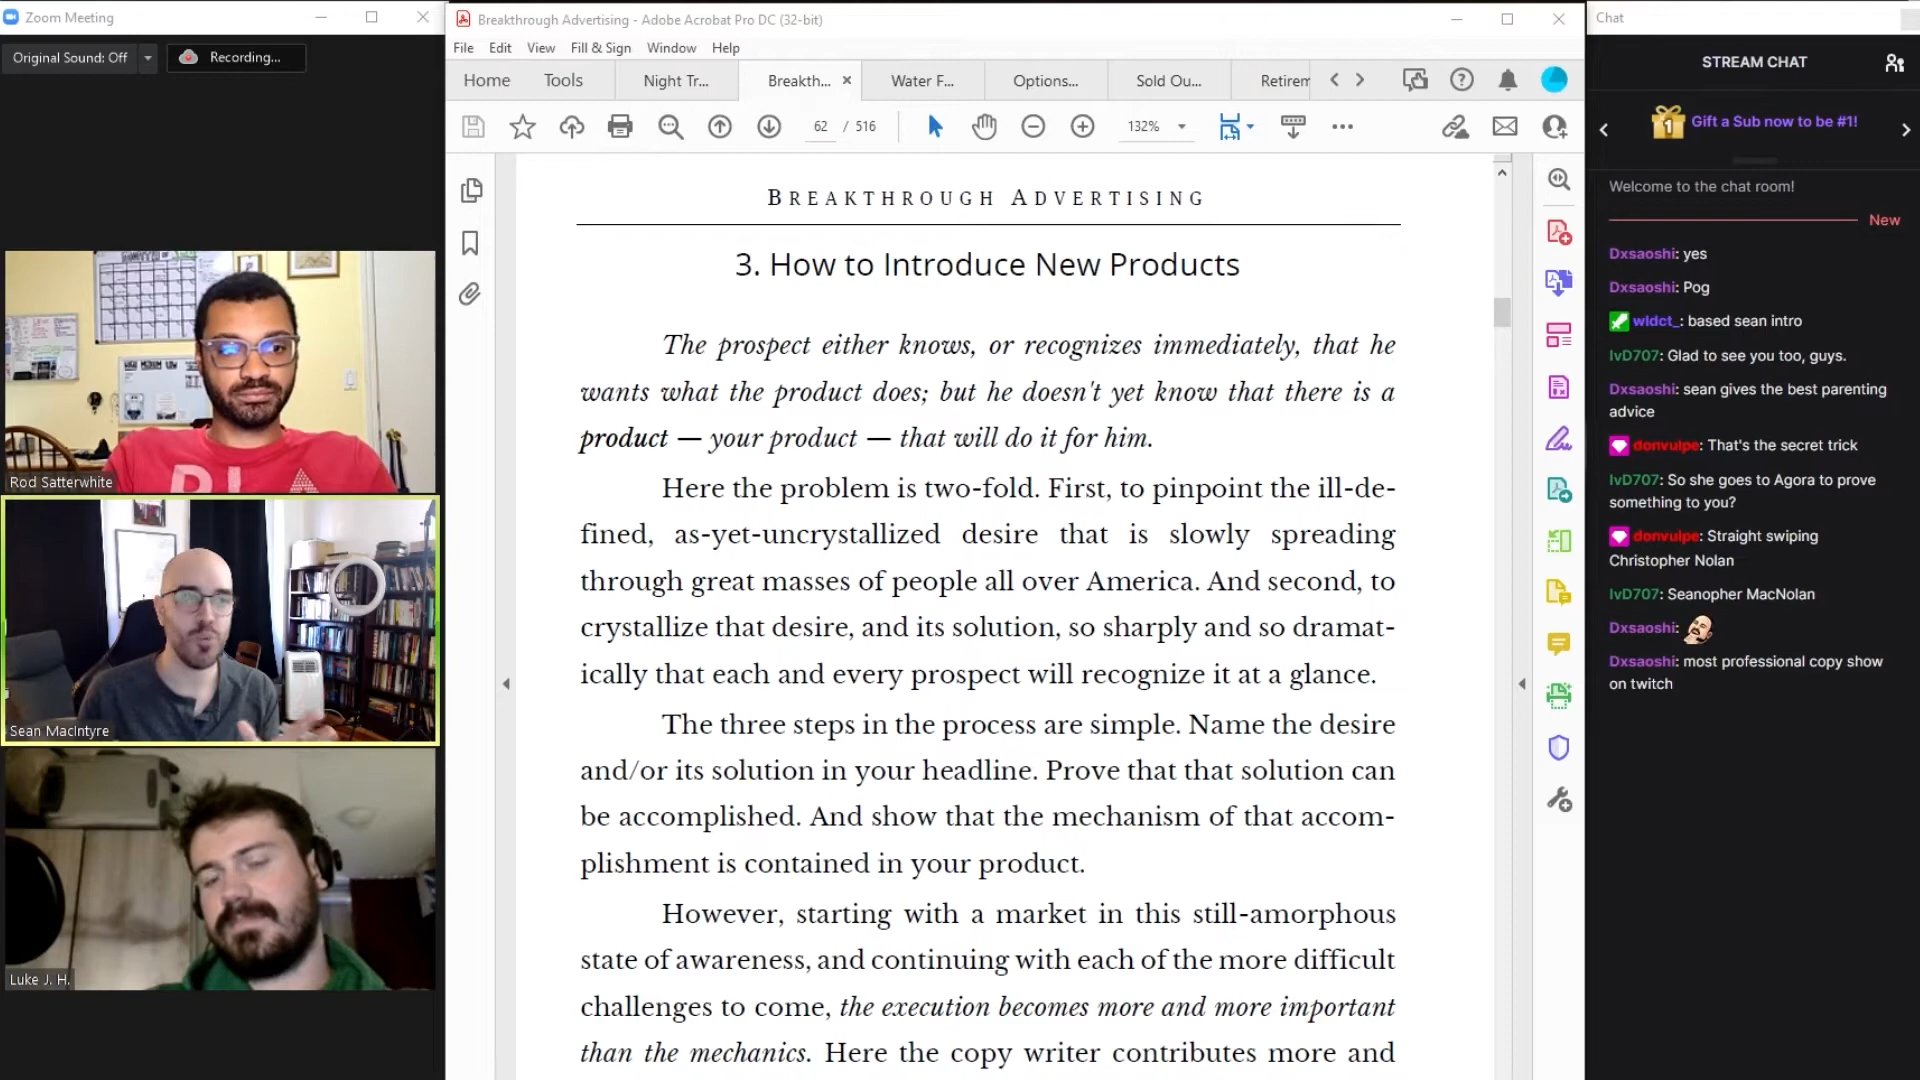 Zoom Meeting
Original Sound: Off
Recording...
Rod Satterwhite
Sean MacIntyre
Luke J. H.
Breakthrough Advertising - Adobe Acrobat Pro DC (32-bit)
File Edit View Fill & Sign Window Help
Home Tools Night Tr... Breakth... Water F... Options... Sold Ou... Retirem
62 / 516 132%
BREAKTHROUGH ADVERTISING
3. How to Introduce New Products
The prospect either knows, or recognizes immediately, that he
wants what the product does; but he doesn't yet know that there is a
product — your product — that will do it for him.
Here the problem is two-fold. First, to pinpoint the ill-de-
fined, as-yet-uncrystallized desire that is slowly spreading
through great masses of people all over America. And second, to
crystallize that desire, and its solution, so sharply and so dramat-
ically that each and every prospect will recognize it at a glance.
The three steps in the process are simple. Name the desire
and/or its solution in your headline. Prove that that solution can
be accomplished. And show that the mechanism of that accom-
plishment is contained in your product.
However, starting with a market in this still-amorphous
state of awareness, and continuing with each of the more difficult
challenges to come, the execution becomes more and more important
than the mechanics. Here the copy writer contributes more and
Chat
STREAM CHAT
1 Gift a Sub now to be #1!
Welcome to the chat room!
New
Dxsaoshi: yes
Dxsaoshi: Pog
wldct_: based sean intro
IvD707: Glad to see you too, guys.
Dxsaoshi: sean gives the best parenting
advice
donvulpe: That's the secret trick
IvD707: So she goes to Agora to prove
something to you?
donvulpe: Straight swiping
Christopher Nolan
IvD707: Seanopher MacNolan
Dxsaoshi:
Dxsaoshi: most professional copy show
on twitch